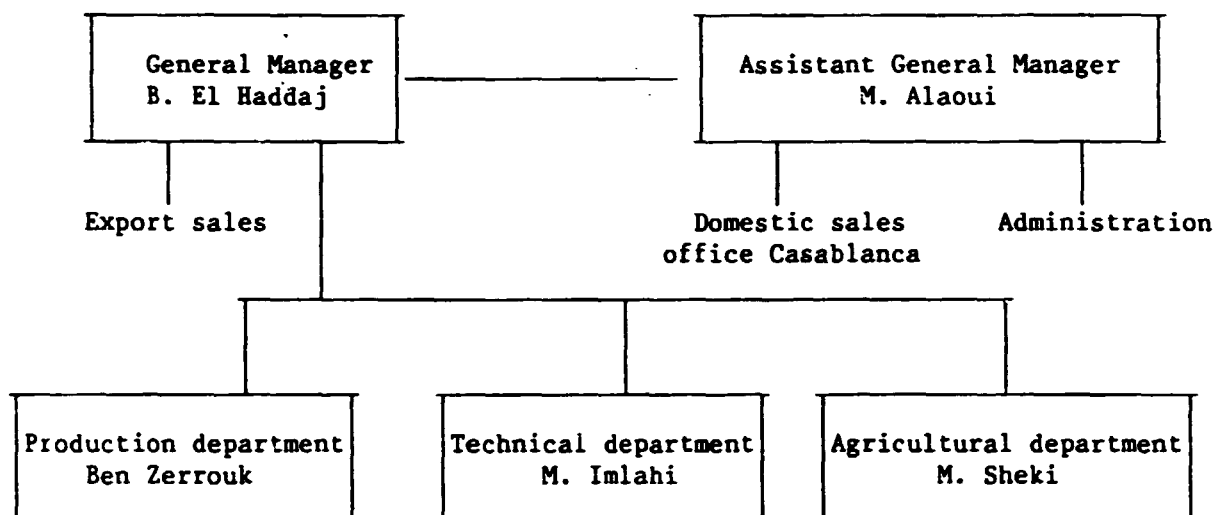 General Manager
B. El Haddaj
Assistant General Manager
M. Alaoui
Export sales
Domestic sales
office Casablanca
Administration
Production department
Ben Zerrouk
Technical department
M. Imlahi
Agricultural department
M. Sheki